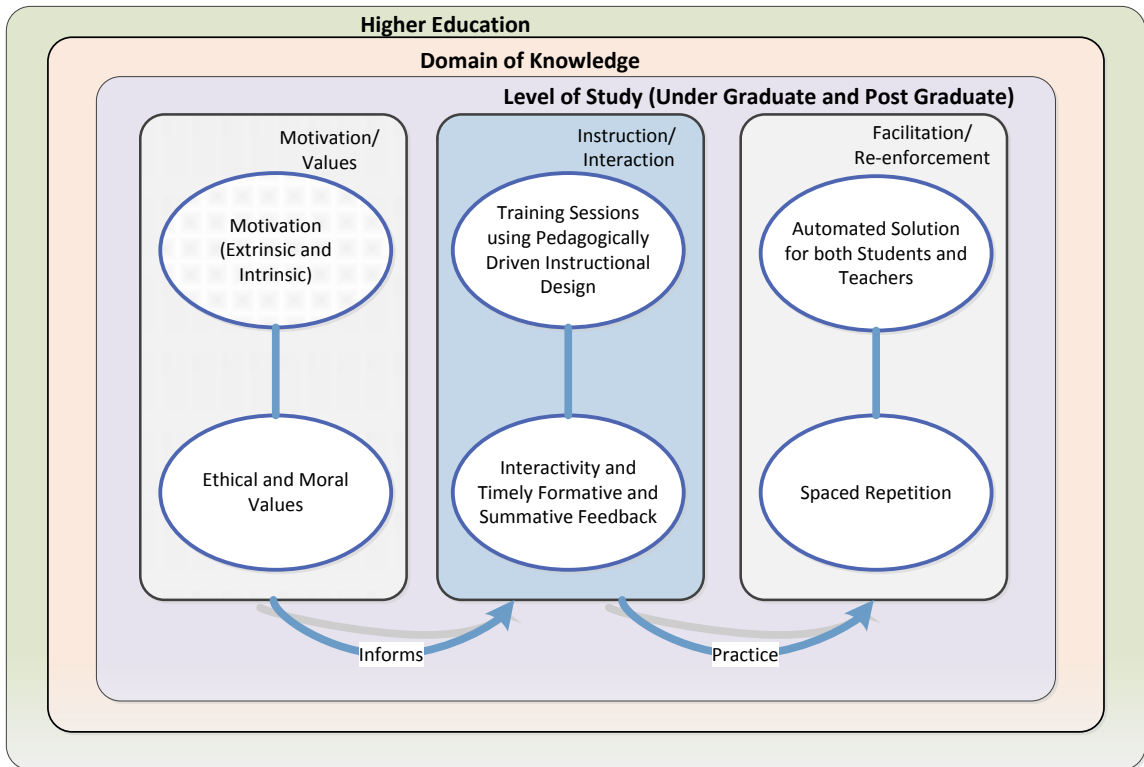 Higher Education
Domain of Knowledge
Level of Study (Under Graduate and Post Graduate)
Motivation/
Values
Motivation
(Extrinsic and
Intrinsic)
Ethical and Moral
Values
Instruction/
Interaction
Training Sessions
using Pedagogically
Driven Instructional
Design
Interactivity and
Timely Formative and
Summative Feedback
Facilitation/
Re-enforcement
Automated Solution
for both Students and
Teachers
Spaced Repetition
Informs
Practice